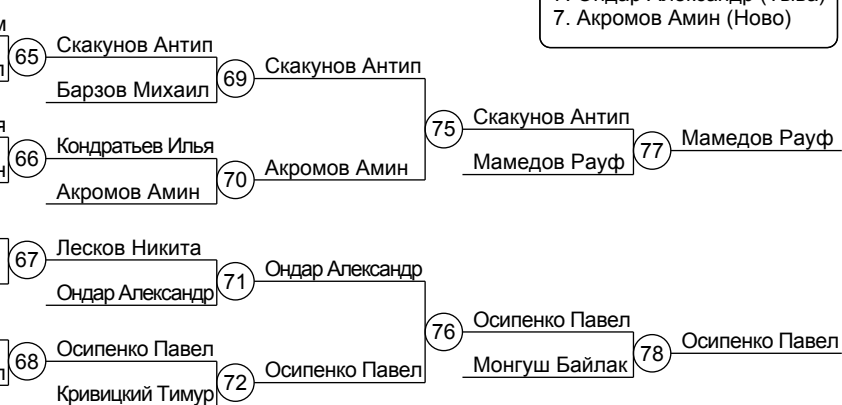 7. Акромов Амин (Ново)
65
Скакунов Антип
Барзов Михаил
69
Скакунов Антип
66
Кондратьев Илья
Акромов Амин
70
Акромов Амин
75
Скакунов Антип
Мамедов Рауф
77
Мамедов Рауф
67
Лесков Никита
Ондар Александр
71
Ондар Александр
68
Осипенко Павел
Кривицкий Тимур
72
Осипенко Павел
76
Осипенко Павел
Монгуш Байлак
78
Осипенко Павел